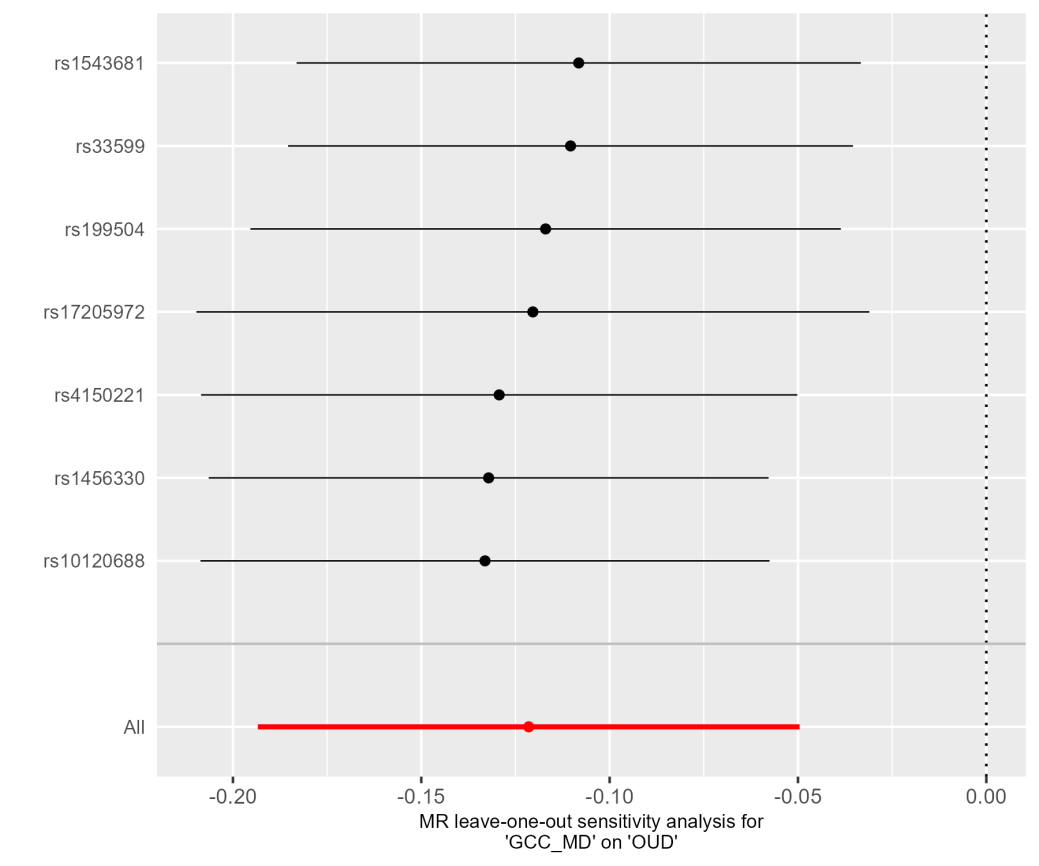 rs1543681
rs33599
rs199504
rs17205972
rs4150221
rs1456330
rs10120688
All
-0.20 -0.15 -0.10 -0.05 0.00
MR leave-one-out sensitivity analysis for
'GCC_MD' on 'OUD'